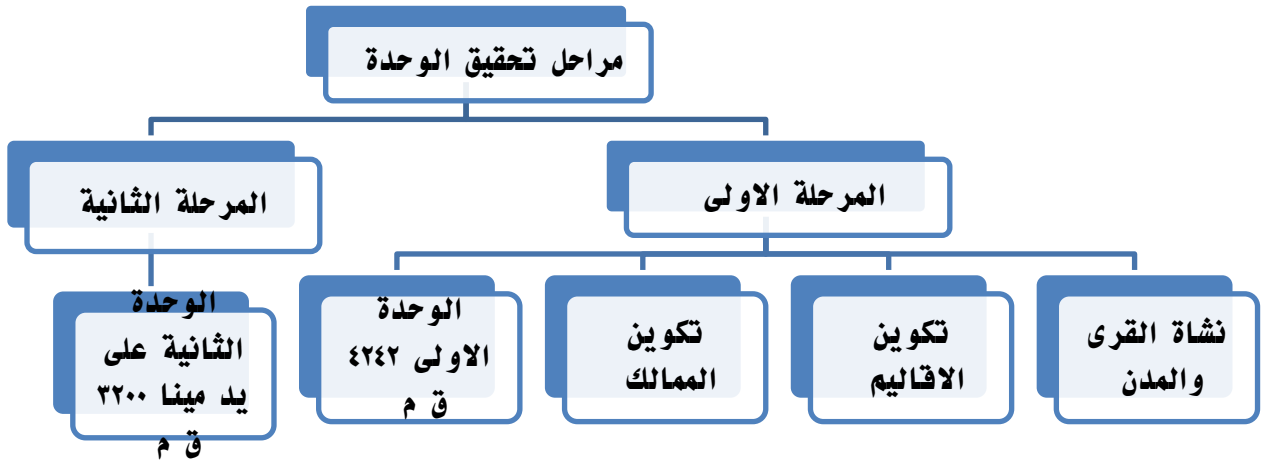 مراحل تحقيق الوحدة
المرحلة الاولى
المرحلة الثانية
نشاة القرى
والمدن
تكوين
الاقاليم
تكوين
الممالك
الوحدة
الاولى ٤٢٤٢
ق م
الوحدة
الثانية على
يد مينا ٣٢٠٠
ق م